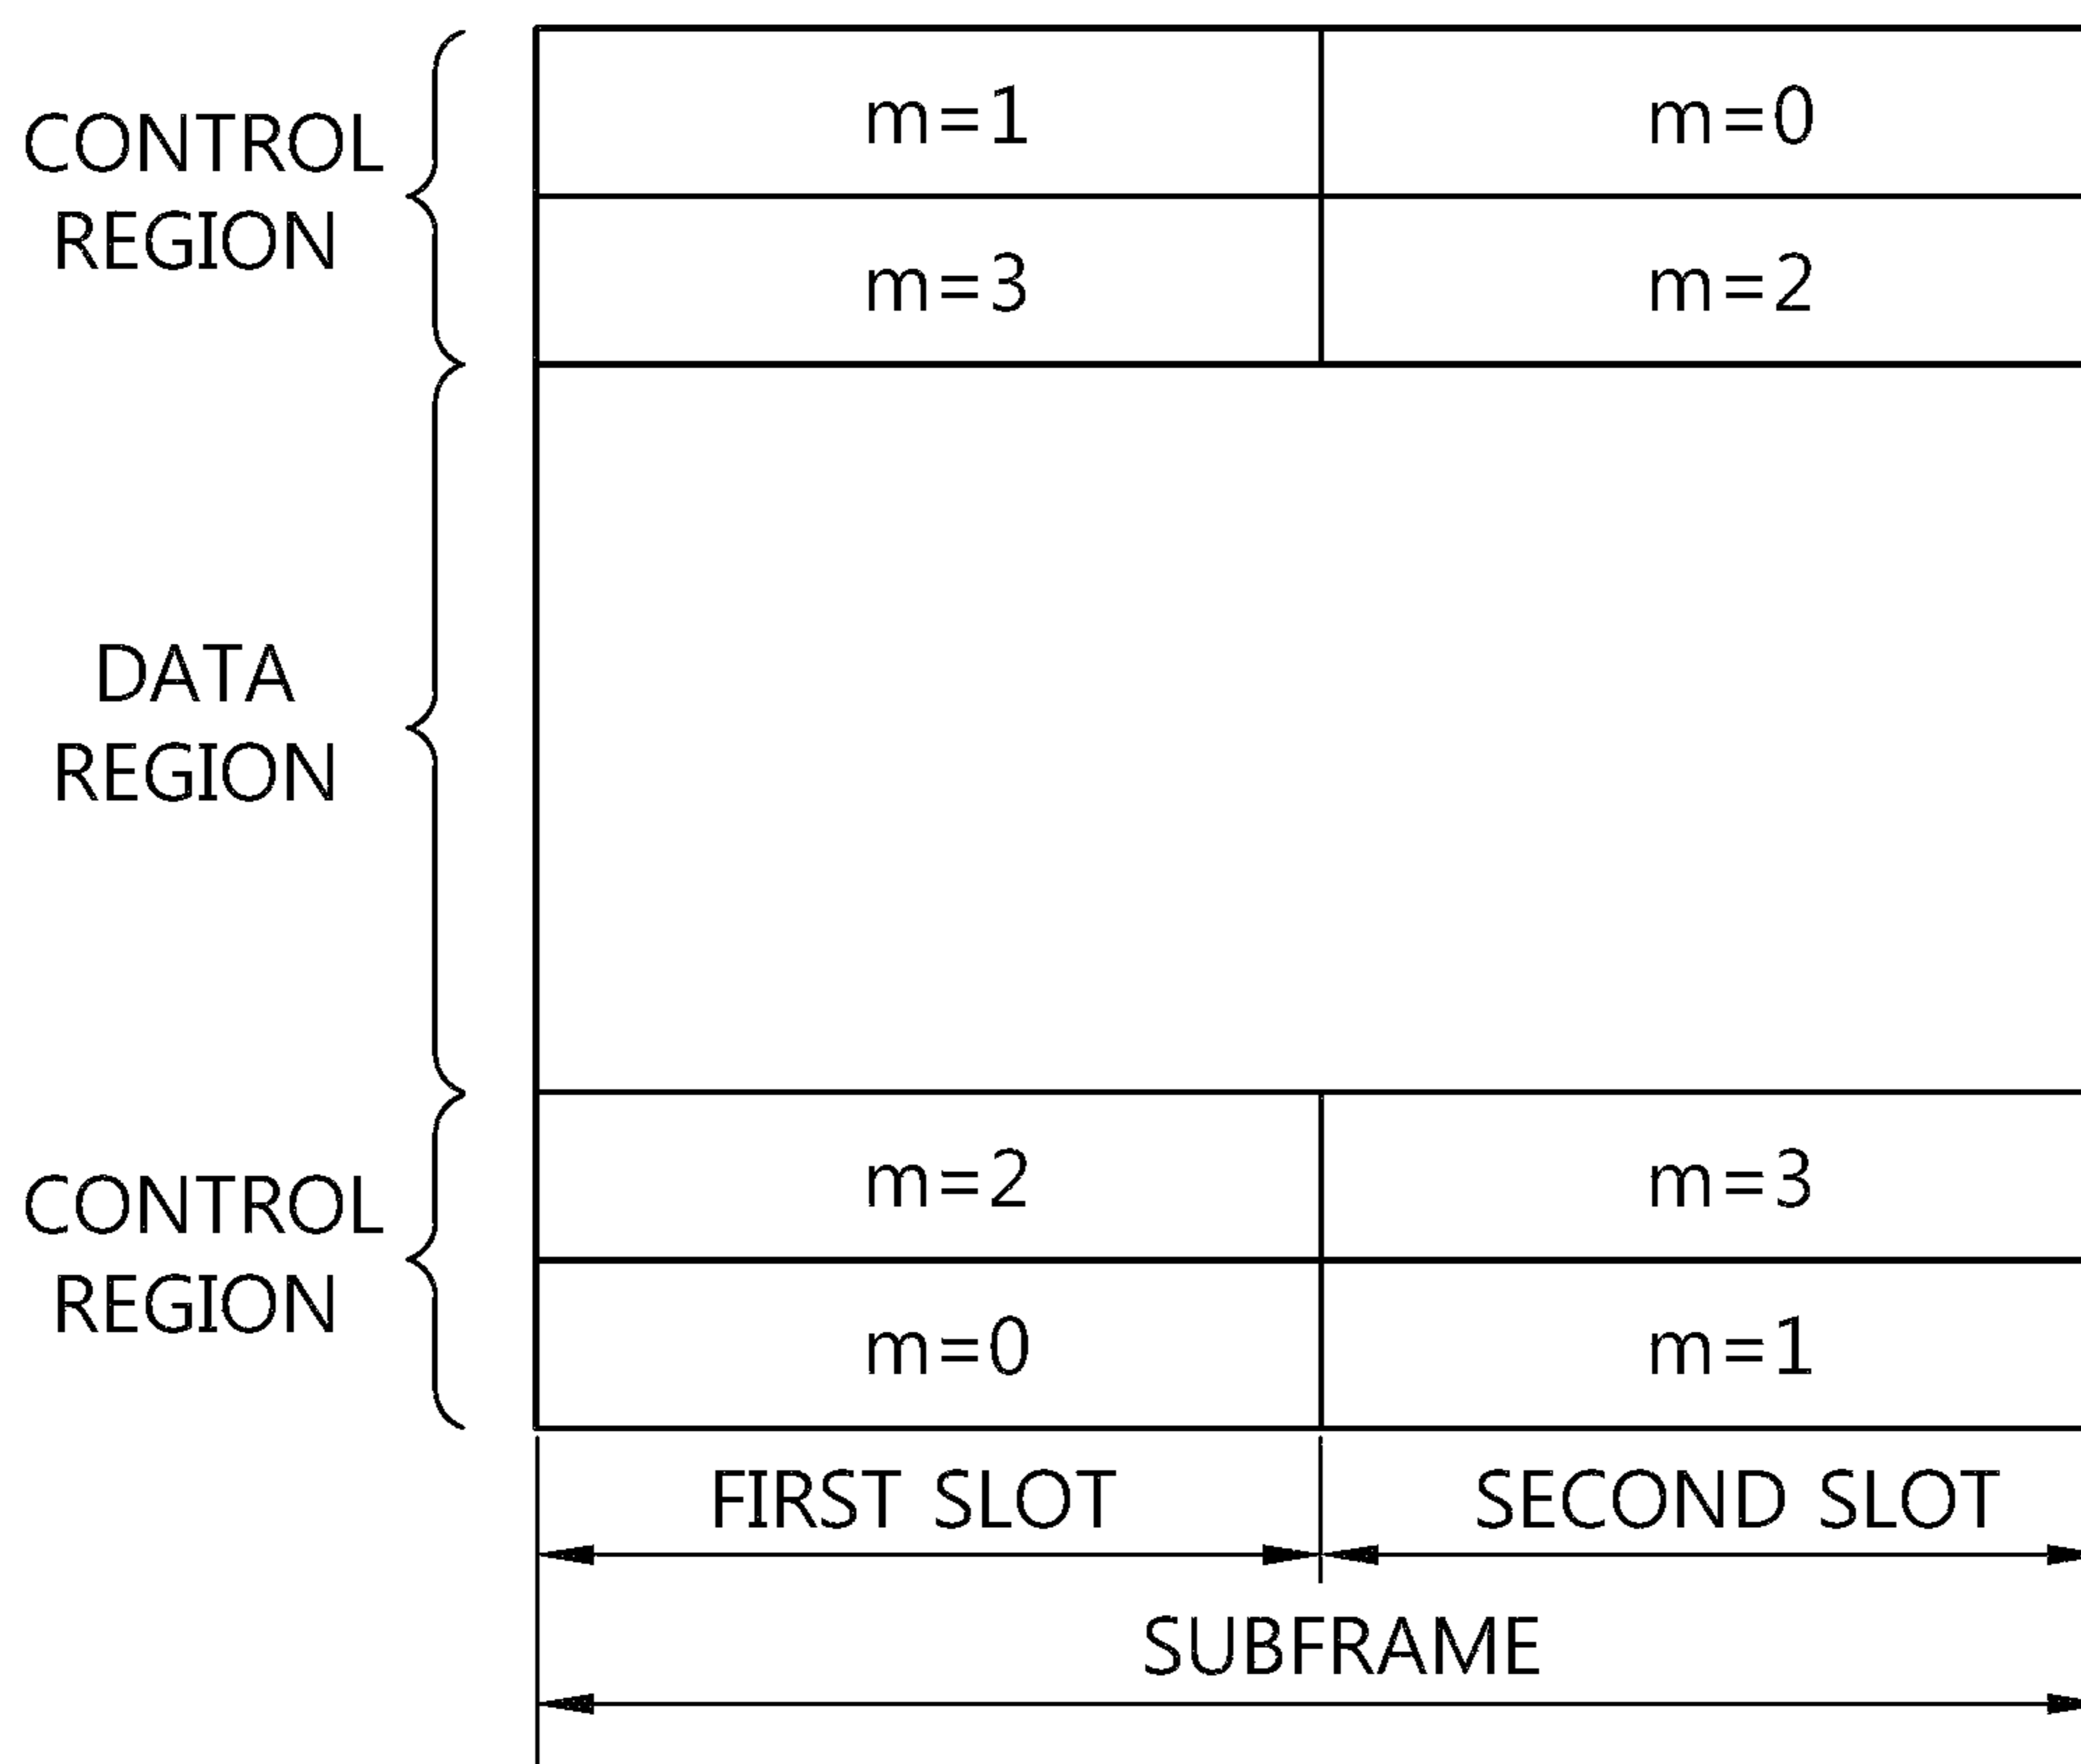 m=1 m=0
CONTROL
REGION
m=3 m=2
DATA
REGION
m=2 m=3
CONTROL
REGION
m=0 m=1
FIRST SLOT SECOND SLOT
SUBFRAME